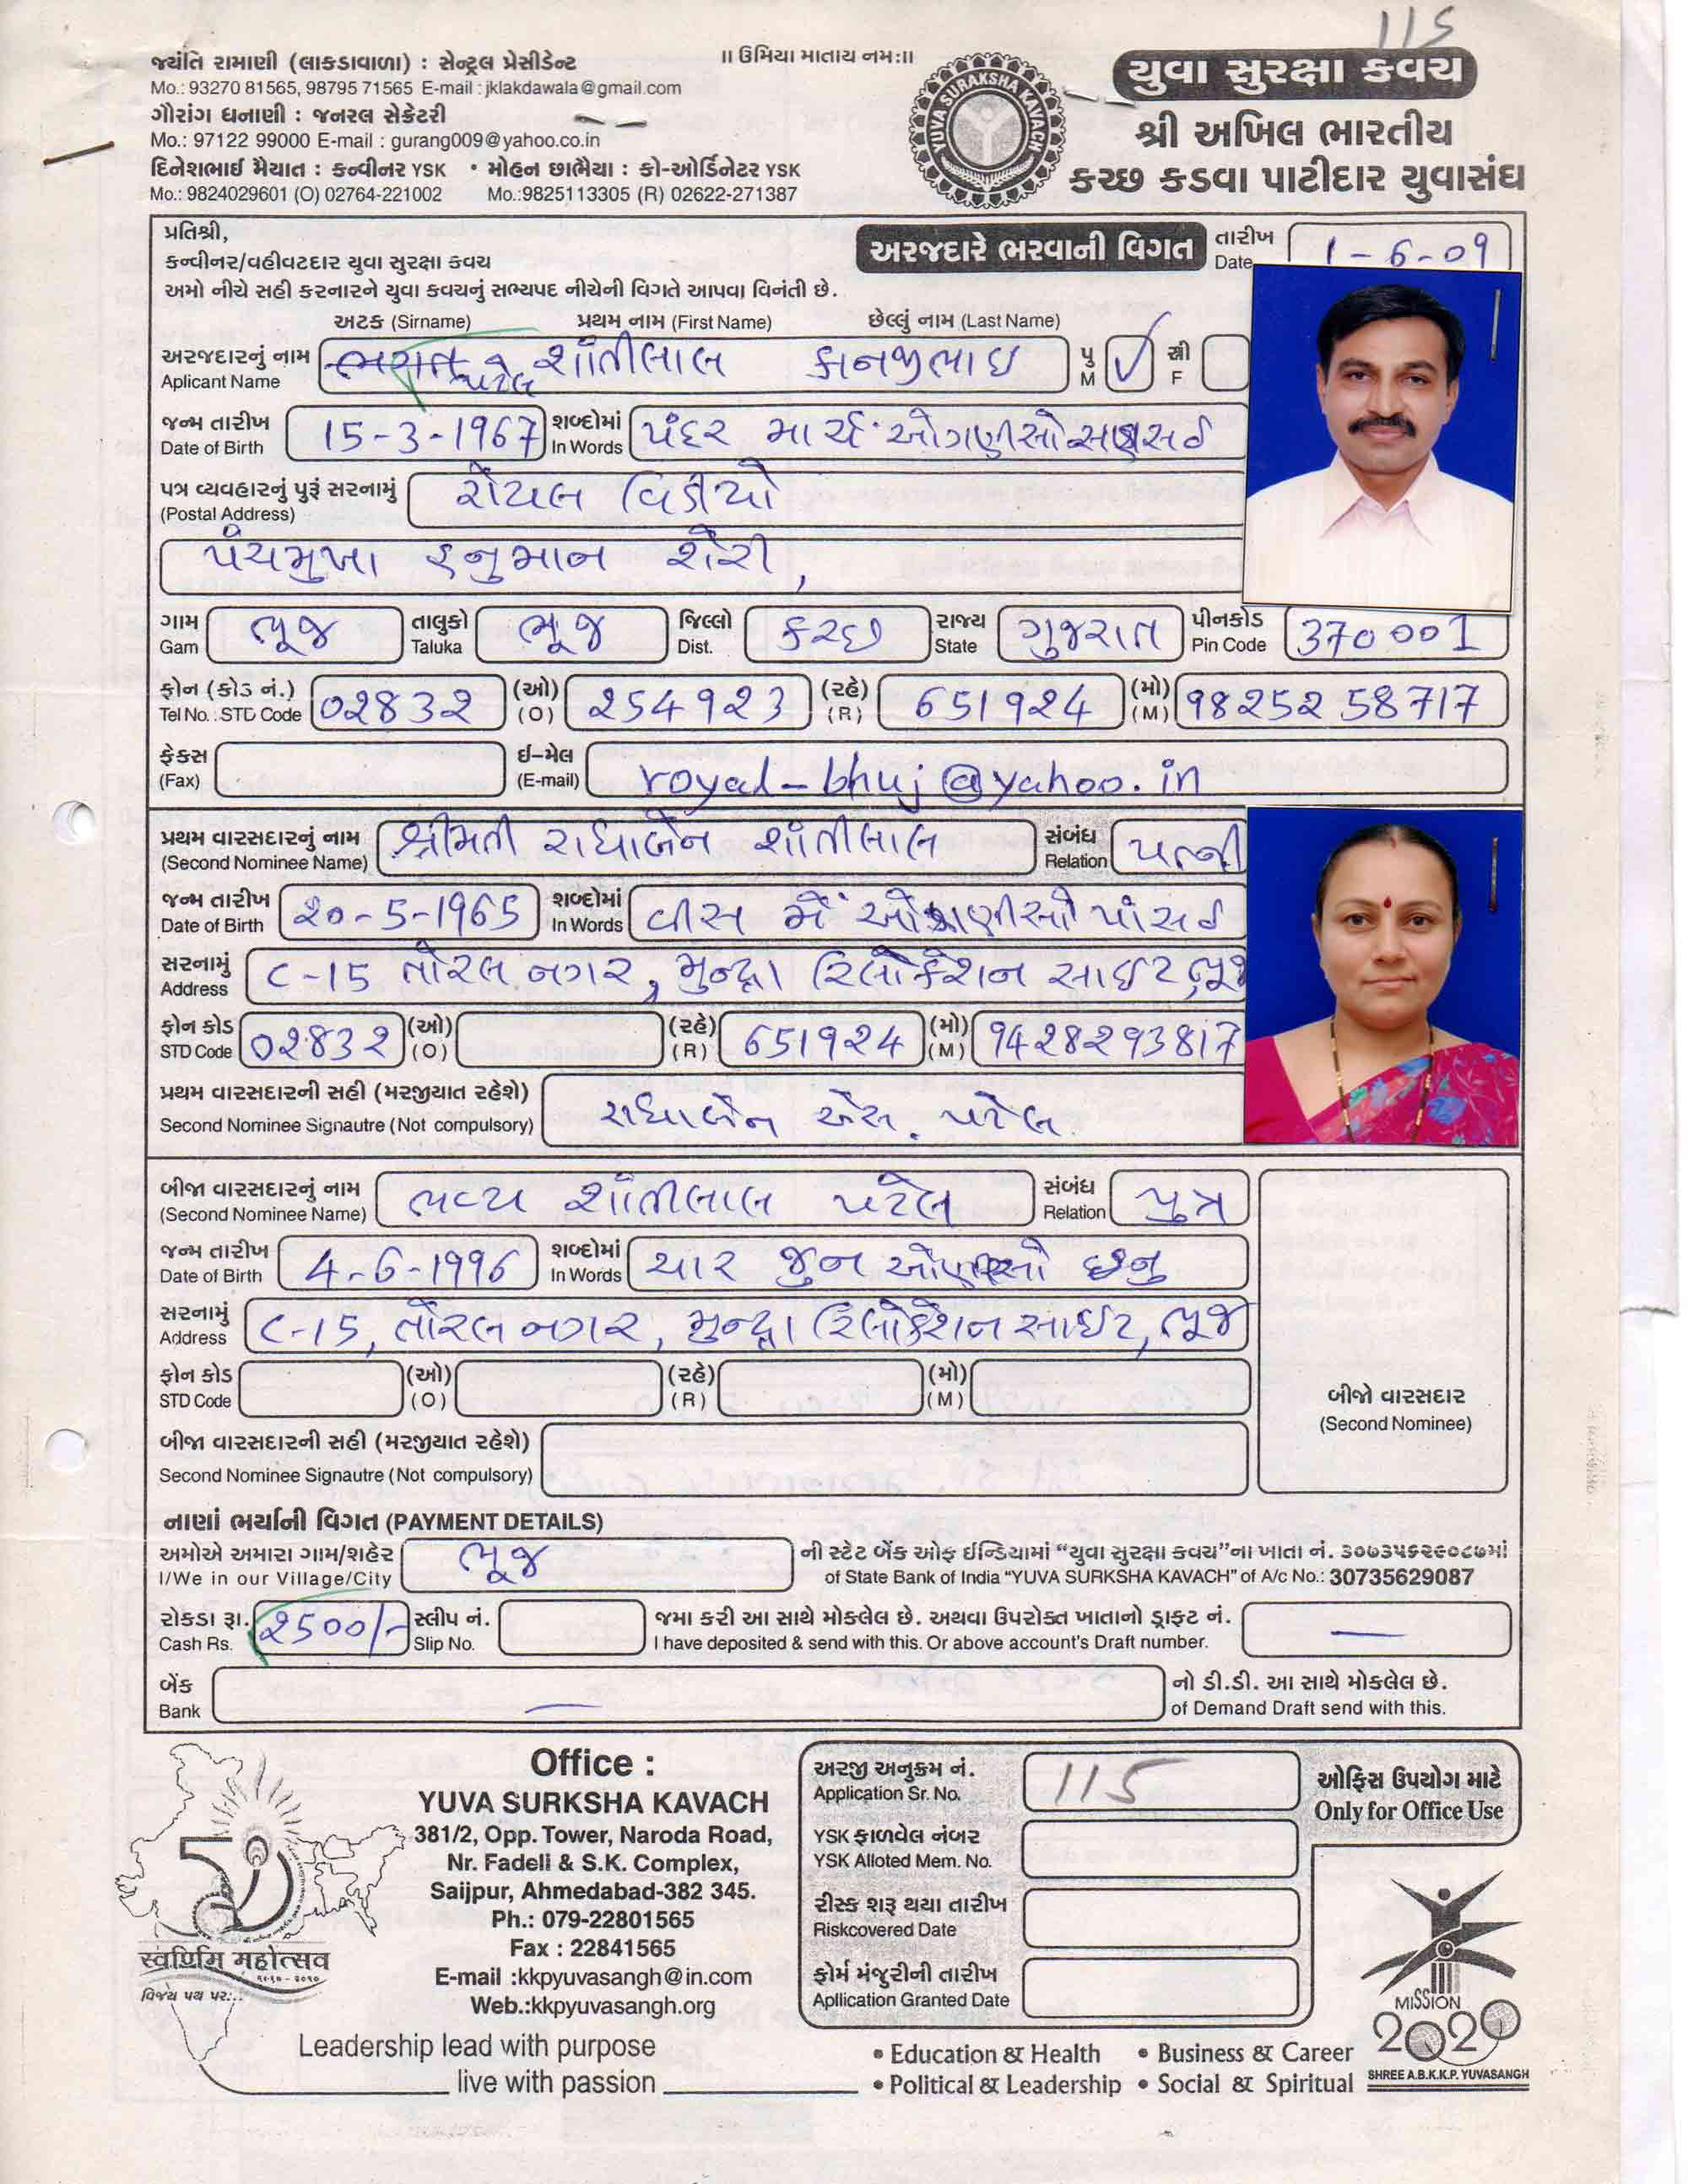 115
જયંતિ રામાણી (લાકડાવાળા) : સેન્ટ્રલ પ્રેસીડેન્ટ
Mo.: 93270 81565, 98795 71565 E-mail : jklakdawala@gmail.com
ગૌરાંગ ધનાણી : જનરલ સેક્રેટરી
Mo.: 97122 99000 E-mail : gurang009@yahoo.co.in
દિનેશભાઈ મૈયાત : કન્વીનર YSK • મોહન છાભૈયા : કો-ઓર્ડિનેટર YSK
Mo.: 9824029601 (O) 02764-221002 Mo.:9825113305 (R) 02622-271387
॥ ઉમિયા માતાય નમઃ॥
YUVA SURAKSHA KAVACH
યુવા સુરક્ષા કવચ
શ્રી અખિલ ભારતીય
કચ્છ કડવા પાટીદાર યુવાસંઘ
પ્રતિશ્રી,
કન્વીનર/વહીવટદાર યુવા સુરક્ષા કવચ
અમો નીચે સહી કરનારને યુવા કવચનું સભ્યપદ નીચેની વિગતે આપવા વિનંતી છે.
અરજદારે ભરવાની વિગત
તારીખ Date 1-6-09
અટક (Sirname) પ્રથમ નામ (First Name) છેલ્લું નામ (Last Name)
અરજદારનું નામ પટેલ શાંતીલાલ કાનજીભાઇ પુ ✓ સ્રી
Aplicant Name M F
જન્મ તારીખ 15-3-1967 શબ્દોમાં પંદર માર્ચ ઓગણીસો સડસઠ
Date of Birth In Words
પત્ર વ્યવહારનું પુરૂં સરનામું રોયલ વિડીયો
(Postal Address)
પંચમુખા હનુમાન શેરી,
ગામ ભૂજ તાલુકો ભૂજ જિલ્લો કચ્છ રાજ્ય ગુજરાત પીનકોડ 370 001
Gam Taluka Dist. State Pin Code
ફોન (કોડ નં.) 02832 (ઓ) 254923 (રહે) 651924 (મો) 98252 58717
Tel No. :STD Code (O) (R) (M)
ફેકસ ઈ-મેલ royal-bhuj@yahoo.in
(Fax) (E-mail)
પ્રથમ વારસદારનું નામ શ્રીમતી રાધાબેન શાંતીલાલ સંબંધ પત્ની
(Second Nominee Name) Relation
જન્મ તારીખ 20-5-1965 શબ્દોમાં વીસ મેં ઓગણીસો પાંસઠ
Date of Birth In Words
સરનામું C-15 તોરલ નગર, મુન્દ્રા રિલોકેશન સાઈટ, ભૂજ
Address
ફોન કોડ 02832 (ઓ) (રહે) 651924 (મો) 9428293817
STD Code (O) (R) (M)
પ્રથમ વારસદારની સહી (મરજીયાત રહેશે) રાધાબેન એસ. પટેલ
Second Nominee Signautre (Not compulsory)
બીજા વારસદારનું નામ ભવ્ય શાંતીલાલ પટેલ સંબંધ પુત્ર
(Second Nominee Name) Relation
જન્મ તારીખ 4-6-1996 શબ્દોમાં ચાર જુન છન્નુ
Date of Birth In Words
સરનામું C-15, તોરલ નગર, મુન્દ્રા રિલોકેશન સાઈટ, ભૂજ
Address
ફોન કોડ (ઓ) (રહે) (મો)
STD Code (O) (R) (M)
બીજો વારસદાર
(Second Nominee)
બીજા વારસદારની સહી (મરજીયાત રહેશે)
Second Nominee Signautre (Not compulsory)
નાણાં ભર્યાની વિગત (PAYMENT DETAILS)
અમોએ અમારા ગામ/શહેર ભૂજ ની સ્ટેટ બેંક ઓફ ઈન્ડિયામાં “યુવા સુરક્ષા કવચ”ના ખાતા નં. ૩૦૭૩૫૬૨૯૦૮૭માં
I/We in our Village/City of State Bank of India “YUVA SURKSHA KAVACH” of A/c No.: 30735629087
રોકડા રૂા. 2500/- સ્લીપ નં. જમા કરી આ સાથે મોકલેલ છે. અથવા ઉપરોક્ત ખાતાનો ડ્રાફ્ટ નં. —
Cash Rs. Slip No. I have deposited & send with this. Or above account's Draft number.
બેંક — નો ડી.ડી. આ સાથે મોકલેલ છે.
Bank of Demand Draft send with this.
Office :
YUVA SURKSHA KAVACH
381/2, Opp. Tower, Naroda Road,
Nr. Fadeli & S.K. Complex,
Saijpur, Ahmedabad-382 345.
Ph.: 079-22801565
Fax : 22841565
E-mail :kkpyuvasangh@in.com
Web.:kkpyuvasangh.org
50
स्वर्णिम महोत्सव
વિજય પથ પર...
Leadership lead with purpose
live with passion
અરજી અનુક્રમ નં. 115
Application Sr. No.
YSK ફાળવેલ નંબર
YSK Alloted Mem. No.
રીસ્ક શરૂ થયા તારીખ
Riskcovered Date
ફોર્મ મંજુરીની તારીખ
Apllication Granted Date
ઓફિસ ઉપયોગ માટે
Only for Office Use
• Education & Health • Business & Career
• Political & Leadership • Social & Spiritual
MISSION
2020
SHREE A.B.K.K.P. YUVASANGH